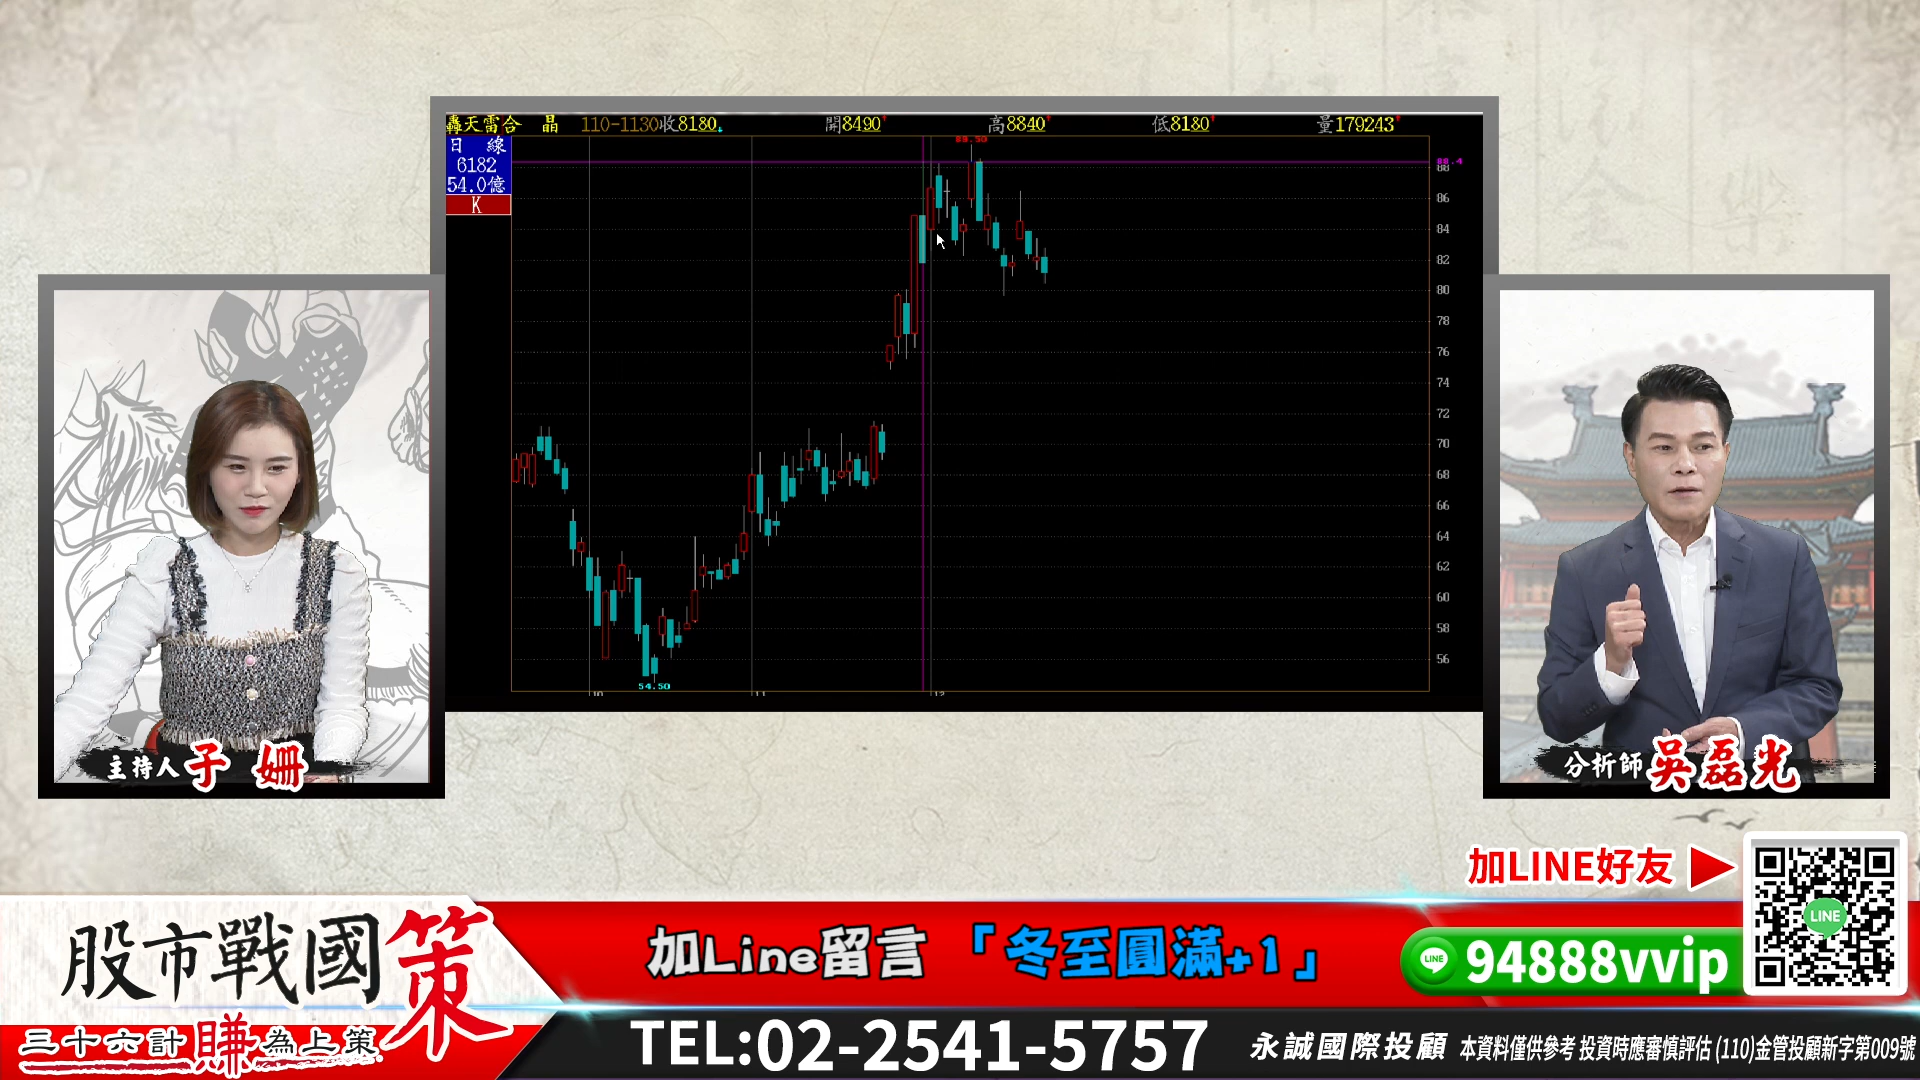 轟天雷合 晶 110-1130收8180 開8490 高8840 低8180 量179243
日 線
6182
54.0億
K
89.50
88.4
88
86
84
82
80
78
76
74
72
70
68
66
64
62
60
58
56
54.50
10 11 12
主持人子 姍
分析師吳磊光
加LINE好友
LINE
股市戰國策
三十六計 賺為上策
加Line留言 「冬至圓滿+1」
LINE 94888vvip
TEL:02-2541-5757
永誠國際投顧 本資料僅供參考 投資時應審慎評估 (110)金管投顧新字第009號